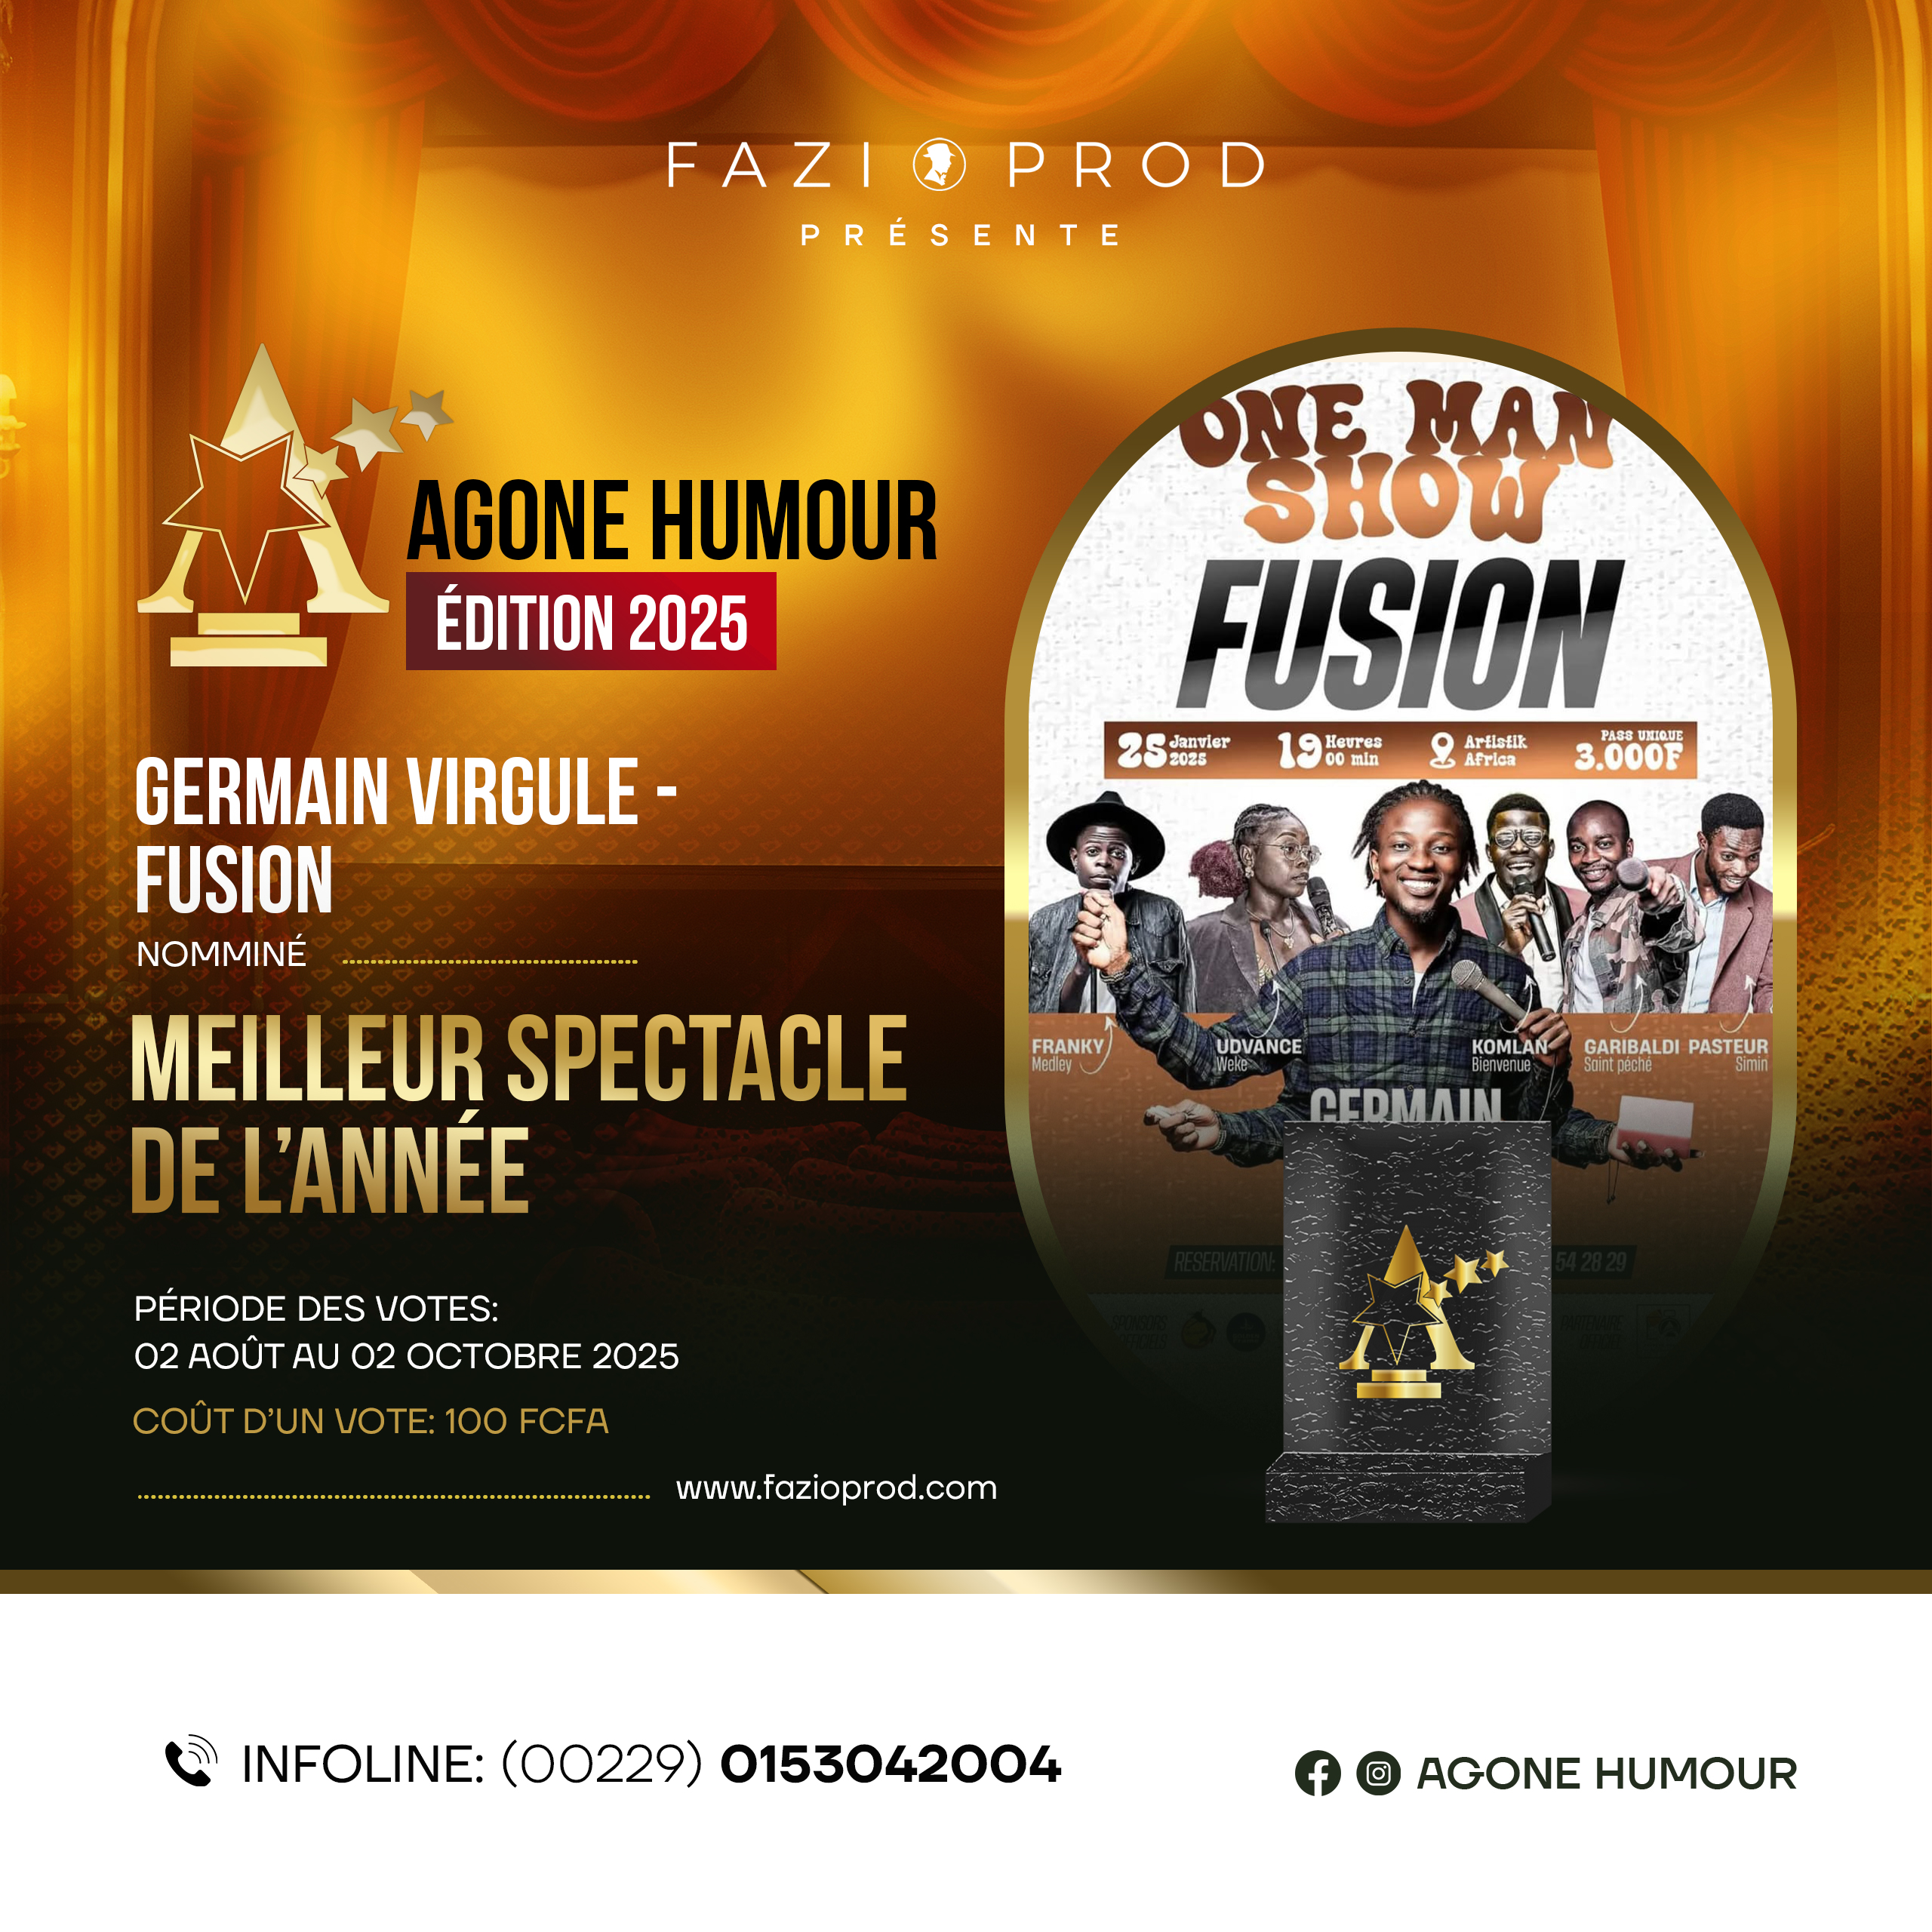 FAZI PROD
PRÉSENTE
AGONE HUMOUR
ÉDITION 2025
GERMAIN VIRGULE -
FUSION
NOMMINÉ
MEILLEUR SPECTACLE
DE L'ANNÉE
PÉRIODE DES VOTES:
02 AOÛT AU 02 OCTOBRE 2025
COÛT D'UN VOTE: 100 FCFA
www.fazioprod.com
ONE MAN
SHOW
FUSION
25 Janvier 2025
19 Heures 00 min
Artistik Africa
PASS UNIQUE
3.000F
FRANKY
Medley
UDVANCE
Weke
KOMLAN
Bienvenue
GARIBALDI
Saint péché
PASTEUR
Simin
GERMAIN
RESERVATION:
54 28 29
SPONSORS
INFOLINE: (00229) 0153042004
AGONE HUMOUR